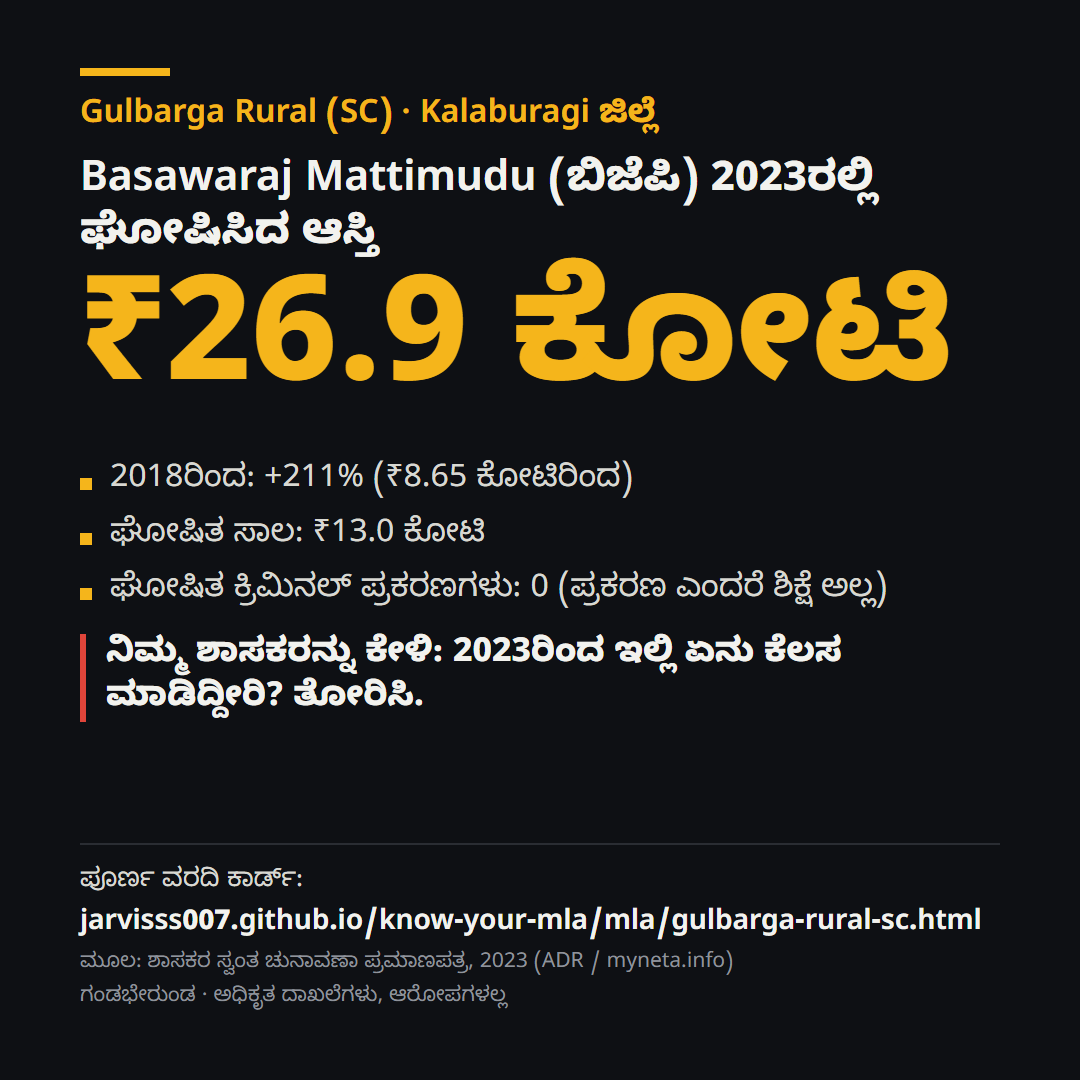 Gulbarga Rural (SC) · Kalaburagi ಜಿಲ್ಲೆ
Basawaraj Mattimudu (ಬಿಜೆಪಿ) 2023ರಲ್ಲಿ
ಘೋಷಿಸಿದ ಆಸ್ತಿ
₹26.9 ಕೋಟಿ
2018ರಿಂದ: +211% (₹8.65 ಕೋಟಿರಿಂದ)
ಘೋಷಿತ ಸಾಲ: ₹13.0 ಕೋಟಿ
ಘೋಷಿತ ಕ್ರಿಮಿನಲ್ ಪ್ರಕರಣಗಳು: 0 (ಪ್ರಕರಣ ಎಂದರೆ ಶಿಕ್ಷೆ ಅಲ್ಲ)
ನಿಮ್ಮ ಶಾಸಕರನ್ನು ಕೇಳಿ: 2023ರಿಂದ ಇಲ್ಲಿ ಏನು ಕೆಲಸ
ಮಾಡಿದ್ದೀರಿ? ತೋರಿಸಿ.
ಪೂರ್ಣ ವರದಿ ಕಾರ್ಡ್:
jarvisss007.github.io/know-your-mla/mla/gulbarga-rural-sc.html
ಮೂಲ: ಶಾಸಕರ ಸ್ವಂತ ಚುನಾವಣಾ ಪ್ರಮಾಣಪತ್ರ, 2023 (ADR / myneta.info)
ಗಂಡಭೇರುಂಡ · ಅಧಿಕೃತ ದಾಖಲೆಗಳು, ಆರೋಪಗಳಲ್ಲ